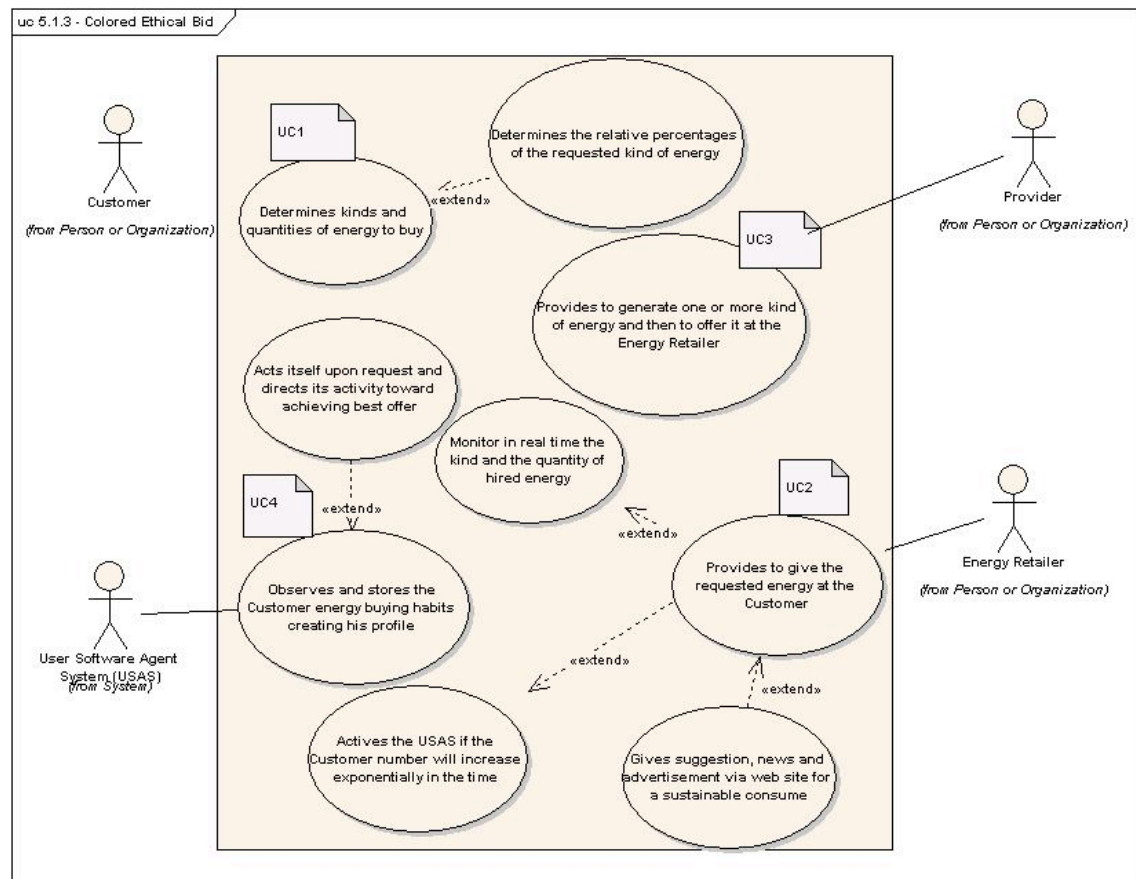 uc 5.1.3 - Colored Ethical Bid
Customer
(from Person or Organization)
UC1
Determines kinds and
quantities of energy to buy
«extend»
Determines the relative percentages
of the requested kind of energy
Provider
(from Person or Organization)
UC3
Provides to generate one or more kind
of energy and then to offer it at the
Energy Retailer
Acts itself upon request and
directs its activity toward
achieving best offer
Monitor in real time the
kind and the quantity of
hired energy
UC4
«extend»
UC2
«extend»
Energy Retailer
(from Person or Organization)
Provides to give the
requested energy at the
Customer
Observes and stores the
Customer energy buying habits
creating his profile
User Software Agent
System (USAS)
(from System)
«extend»
«extend»
Actives the USAS if the
Customer number will increase
exponentially in the time
Gives suggestion, news and
advertisement via web site for
a sustainable consume